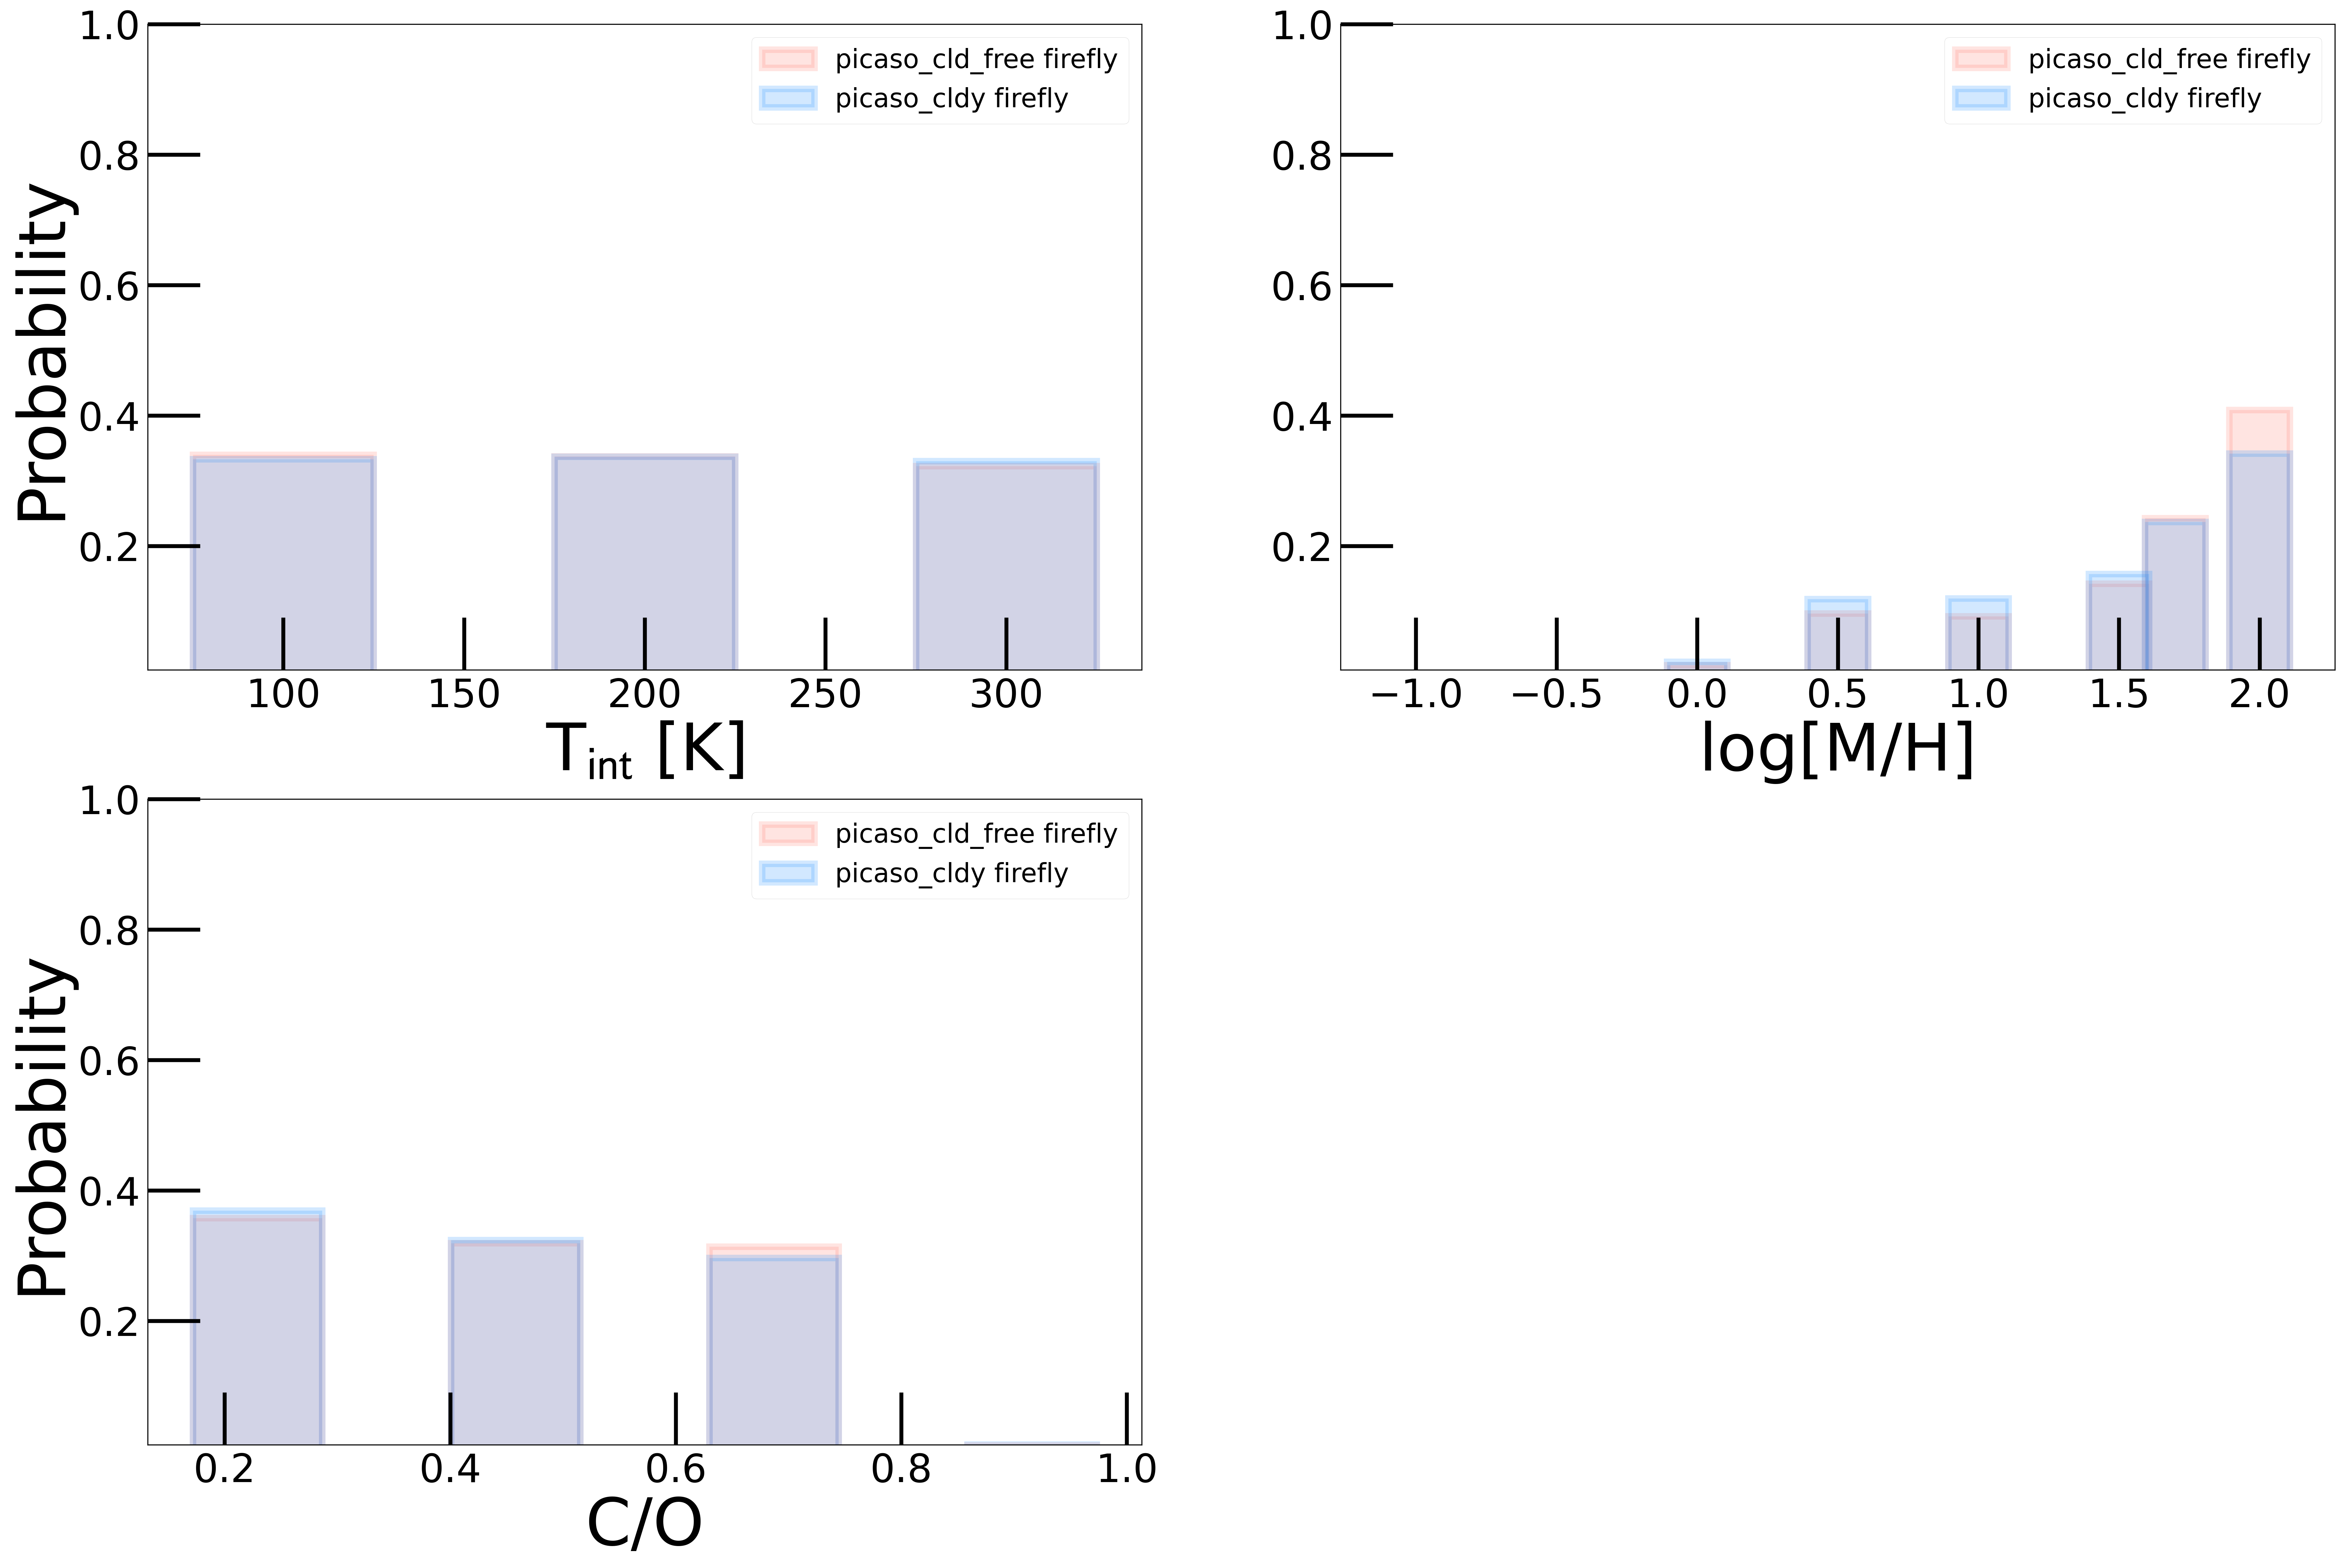 1.0
0.8
0.6
0.4
0.2
Probability
picaso_cld_free firefly
picaso_cldy firefly
100 150 200 250 300
T_int [K]
1.0
0.8
0.6
0.4
0.2
picaso_cld_free firefly
picaso_cldy firefly
−1.0 −0.5 0.0 0.5 1.0 1.5 2.0
log[M/H]
1.0
0.8
0.6
0.4
0.2
Probability
picaso_cld_free firefly
picaso_cldy firefly
0.2 0.4 0.6 0.8 1.0
C/O